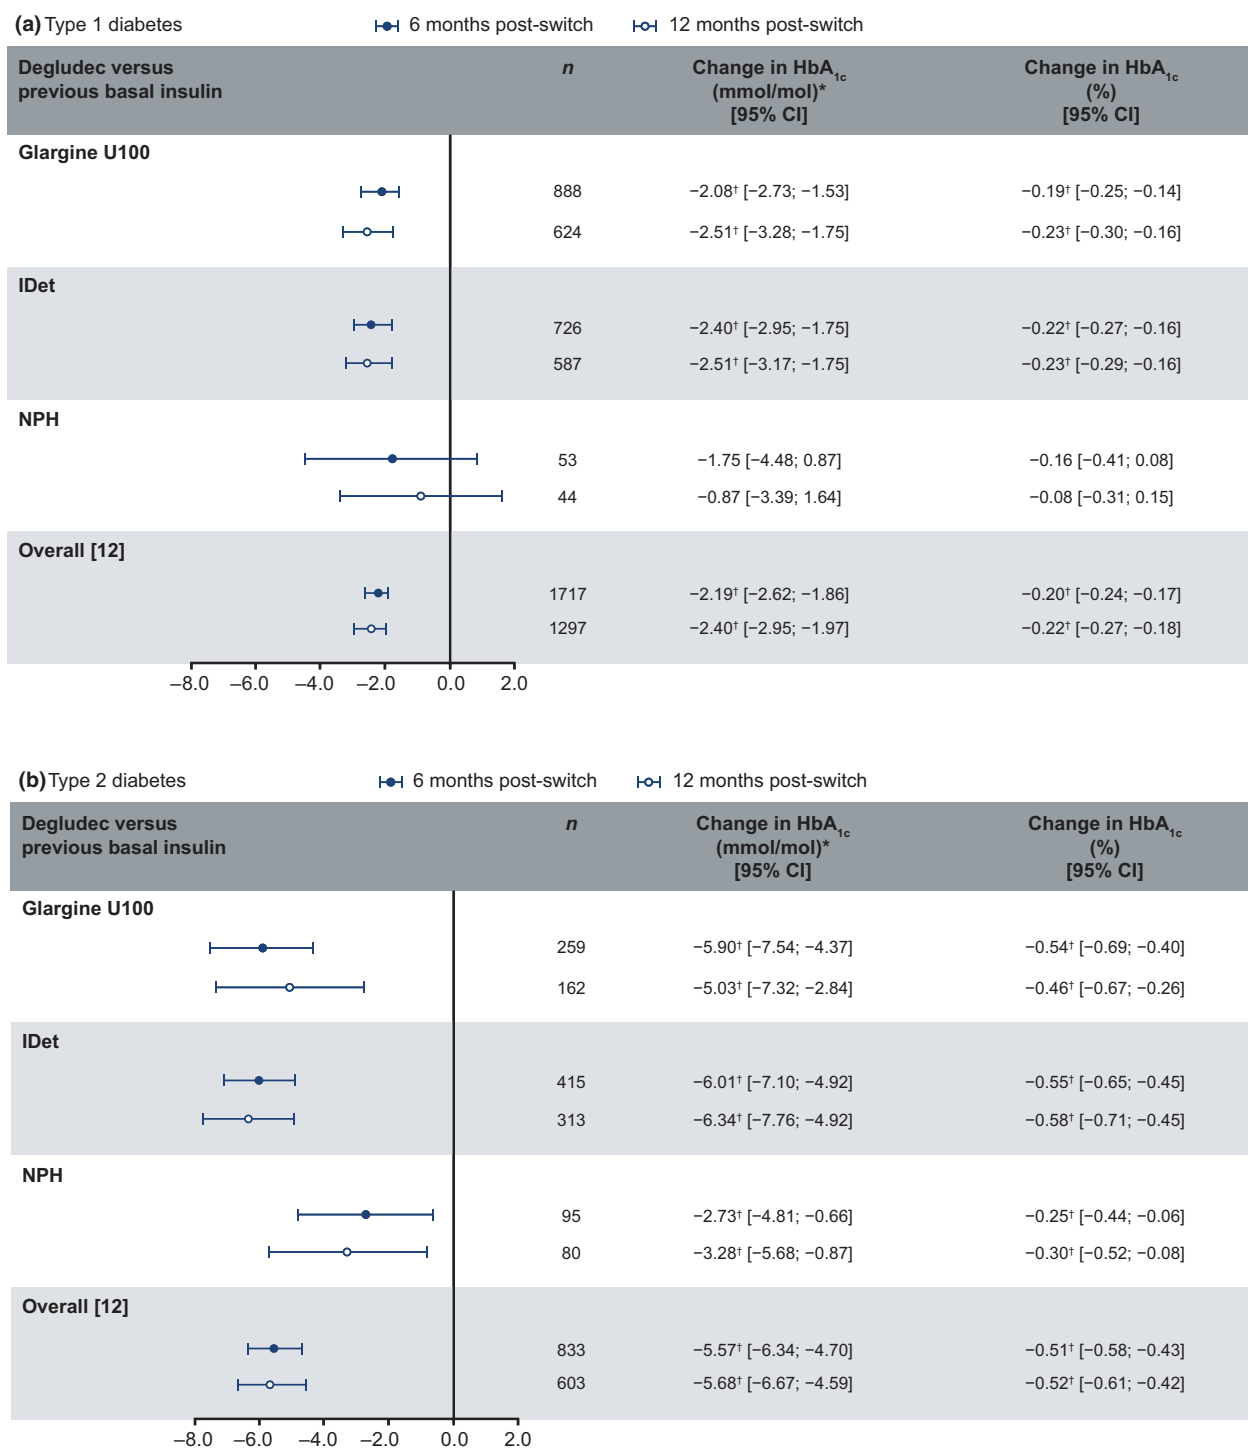 (a) Type 1 diabetes 6 months post-switch 12 months post-switch
Degludec versus previous basal insulin n Change in HbA1c (mmol/mol)* [95% CI] Change in HbA1c (%) [95% CI]
Glargine U100
888 −2.08† [−2.73; −1.53] −0.19† [−0.25; −0.14]
624 −2.51† [−3.28; −1.75] −0.23† [−0.30; −0.16]
IDet
726 −2.40† [−2.95; −1.75] −0.22† [−0.27; −0.16]
587 −2.51† [−3.17; −1.75] −0.23† [−0.29; −0.16]
NPH
53 −1.75 [−4.48; 0.87] −0.16 [−0.41; 0.08]
44 −0.87 [−3.39; 1.64] −0.08 [−0.31; 0.15]
Overall [12]
1717 −2.19† [−2.62; −1.86] −0.20† [−0.24; −0.17]
1297 −2.40† [−2.95; −1.97] −0.22† [−0.27; −0.18]
–8.0 –6.0 –4.0 –2.0 0.0 2.0
(b) Type 2 diabetes 6 months post-switch 12 months post-switch
Degludec versus previous basal insulin n Change in HbA1c (mmol/mol)* [95% CI] Change in HbA1c (%) [95% CI]
Glargine U100
259 −5.90† [−7.54; −4.37] −0.54† [−0.69; −0.40]
162 −5.03† [−7.32; −2.84] −0.46† [−0.67; −0.26]
IDet
415 −6.01† [−7.10; −4.92] −0.55† [−0.65; −0.45]
313 −6.34† [−7.76; −4.92] −0.58† [−0.71; −0.45]
NPH
95 −2.73† [−4.81; −0.66] −0.25† [−0.44; −0.06]
80 −3.28† [−5.68; −0.87] −0.30† [−0.52; −0.08]
Overall [12]
833 −5.57† [−6.34; −4.70] −0.51† [−0.58; −0.43]
603 −5.68† [−6.67; −4.59] −0.52† [−0.61; −0.42]
–8.0 –6.0 –4.0 –2.0 0.0 2.0